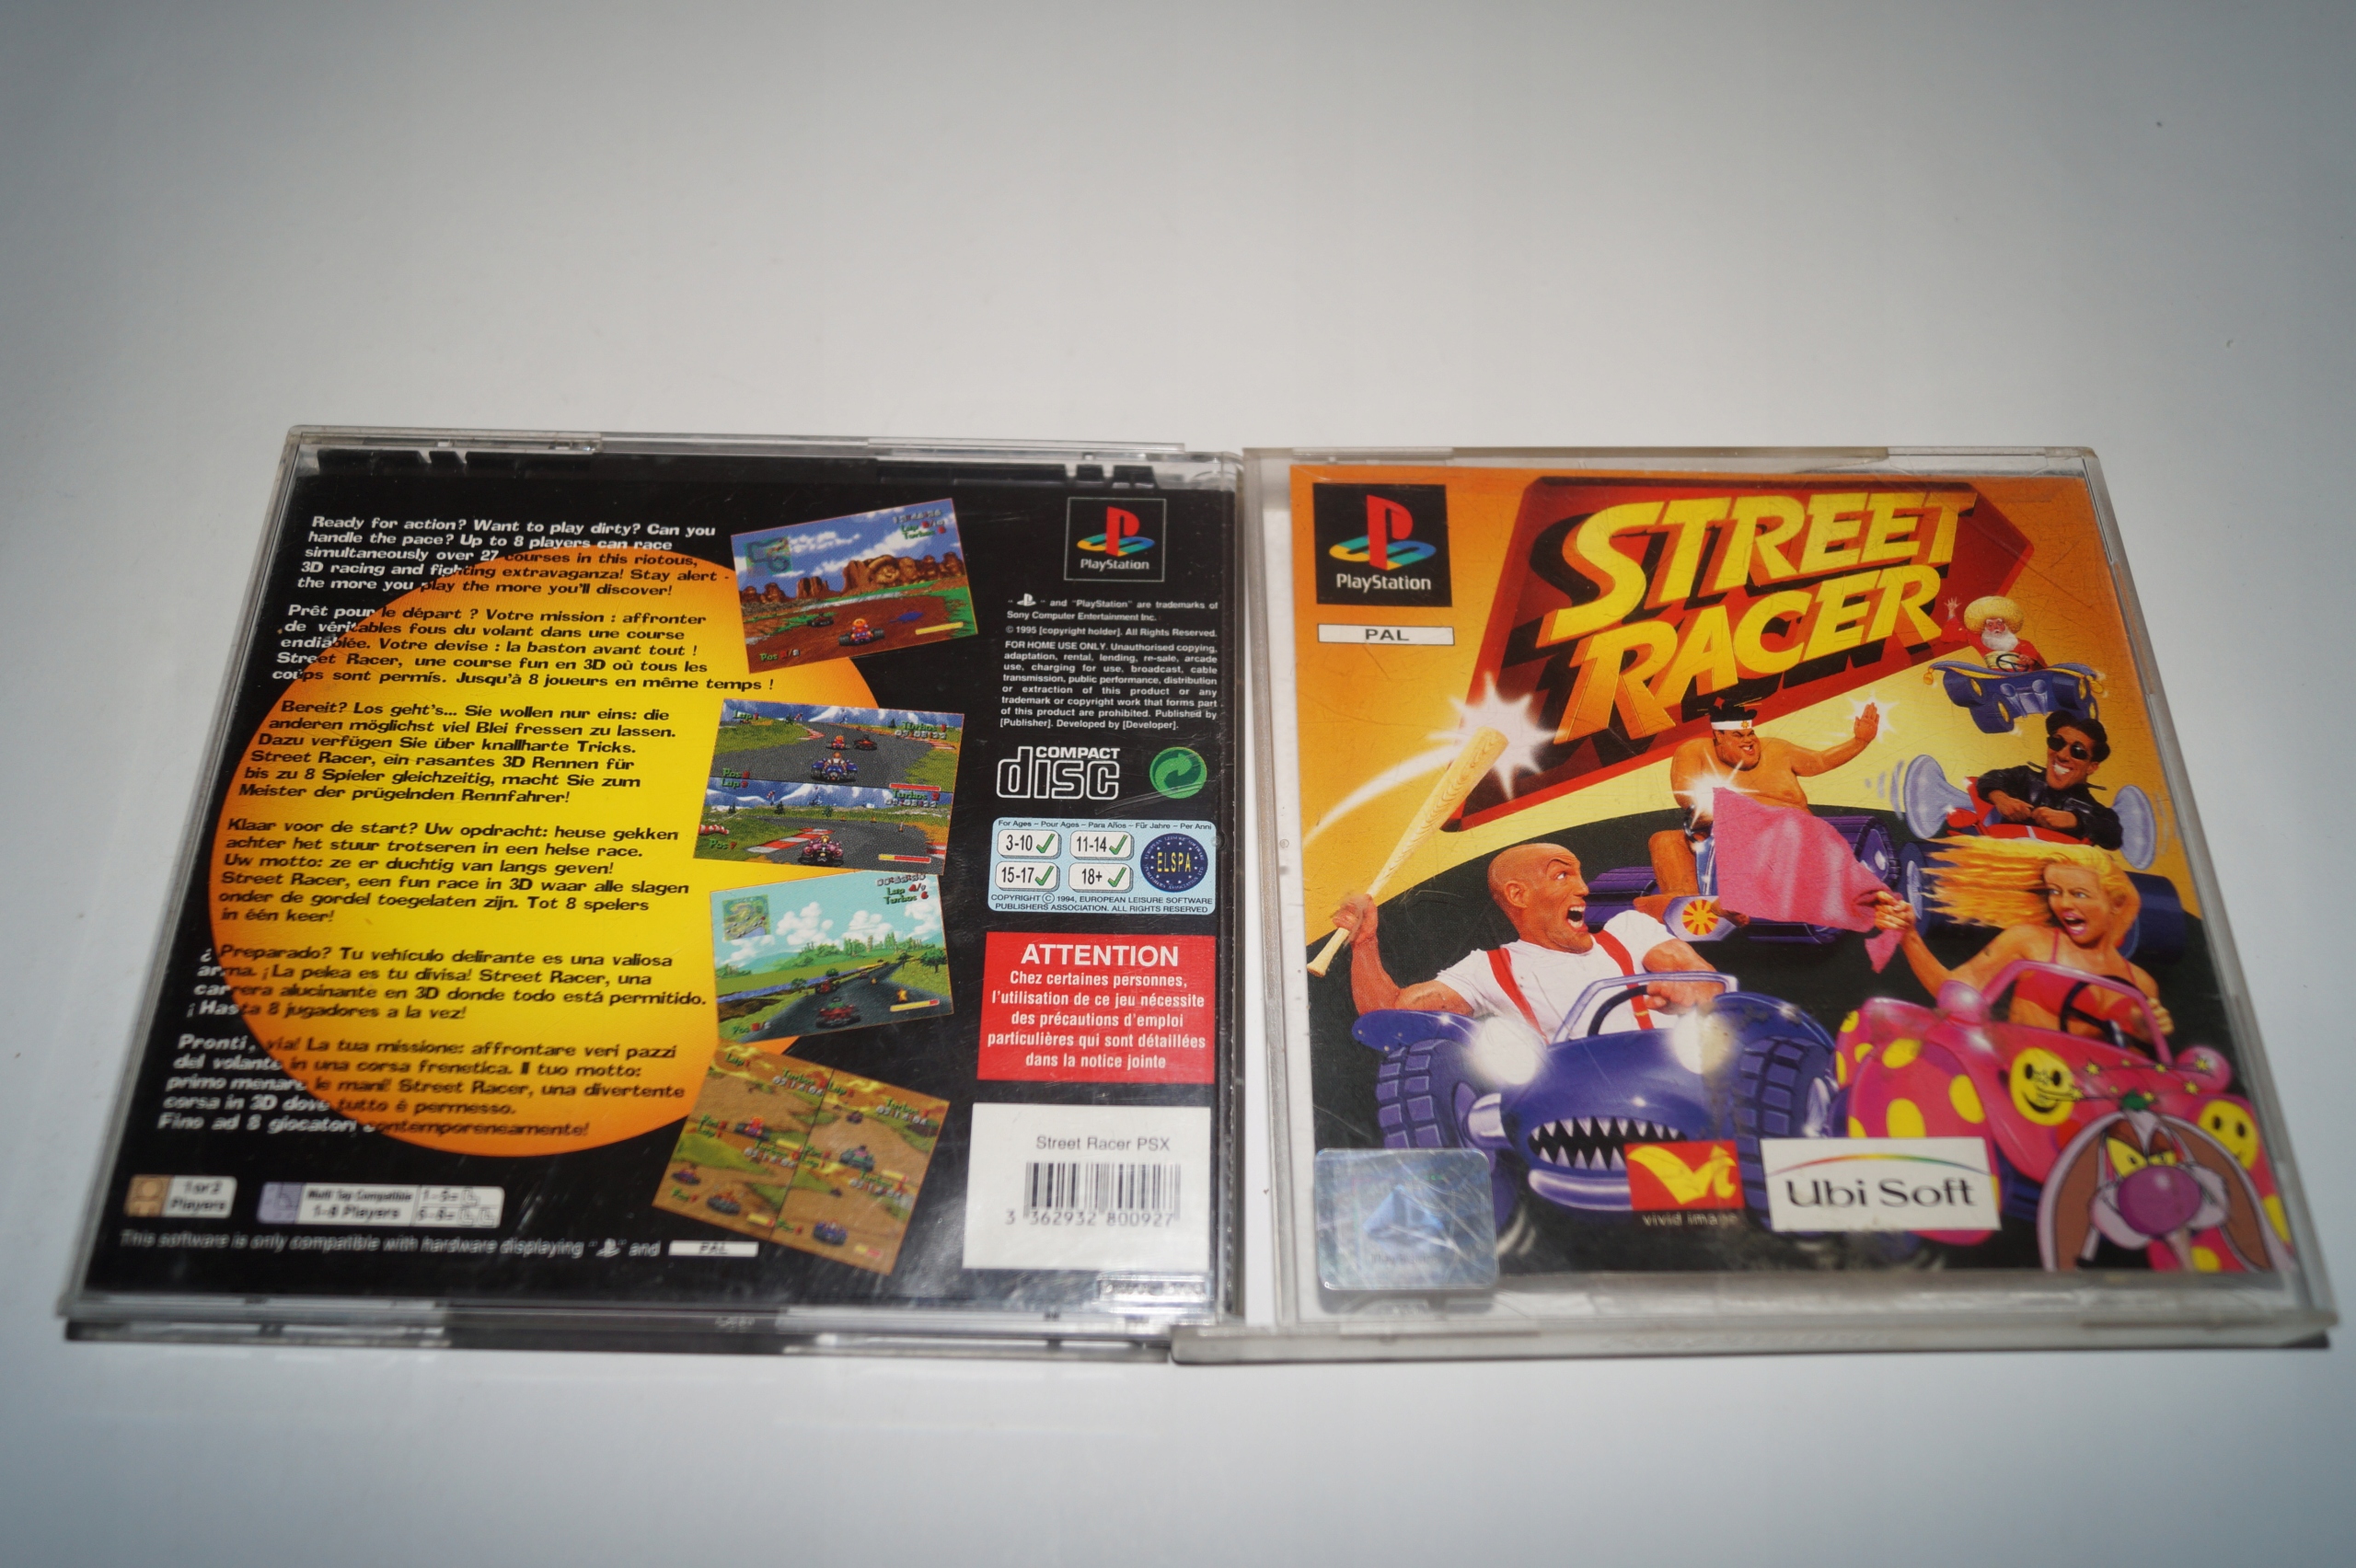 Ready for action? Want to play dirty? Can you
handle the pace? Up to 8 players can race
simultaneously over 27 courses in this riotous,
3D racing and fighting extravaganza! Stay alert -
the more you play the more you'll discover!
Prêt pour le départ ? Votre mission : affronter
de véritables fous du volant dans une course
endiablée. Votre devise : la baston avant tout !
Street Racer, une course fun en 3D où tous les
coups sont permis. Jusqu'à 8 joueurs en même temps !
Bereit? Los geht's... Sie wollen nur eins: die
anderen möglichst viel Blei fressen zu lassen.
Dazu verfügen Sie über knallharte Tricks.
Street Racer, ein rasantes 3D Rennen für
bis zu 8 Spieler gleichzeitig, macht Sie zum
Meister der prügelnden Rennfahrer!
Klaar voor de start? Uw opdracht: heuse gekken
achter het stuur trotseren in een helse race.
Uw motto: ze er duchtig van langs geven!
Street Racer, een fun race in 3D waar alle slagen
onder de gordel toegelaten zijn. Tot 8 spelers
in één keer!
¿ Preparado? Tu vehículo delirante es una valiosa
arma. ¡La pelea es tu divisa! Street Racer, una
carrera alucinante en 3D donde todo está permitido.
¡ Hasta 8 jugadores a la vez!
Pronti, via! La tua missione: affrontare veri pazzi
del volante in una corsa frenetica. Il tuo motto:
primo menare le mani! Street Racer, una divertente
corsa in 3D dove tutto é permesso.
Fino ad 8 giocatori contemporeneamente!
1 or 2
Players
Multi Tap Compatible
1-8 Players
This software is only compatible with hardware displaying " " and PAL
PlayStation
" " and "PlayStation" are trademarks of
Sony Computer Entertainment Inc.
© 1995 [copyright holder]. All Rights Reserved.
FOR HOME USE ONLY. Unauthorised copying,
adaptation, rental, lending, re-sale, arcade
use, charging for use, broadcast, cable
transmission, public performance, distribution
or extraction of this product or any
trademark or copyright work that forms part
of this product are prohibited. Published by
[Publisher]. Developed by [Developer].
COMPACT
disc
For Ages – Pour Ages – Para Años – Für Jahre – Per Anni
3-10 11-14
15-17 18+
ELSPA
COPYRIGHT © 1994, EUROPEAN LEISURE SOFTWARE
PUBLISHERS ASSOCIATION. ALL RIGHTS RESERVED
ATTENTION
Chez certaines personnes,
l'utilisation de ce jeu nécessite
des précautions d'emploi
particulières qui sont détaillées
dans la notice jointe
Street Racer PSX
3 362932 800927
PlayStation
PAL
STREET
RACER
vivid image
Ubi Soft